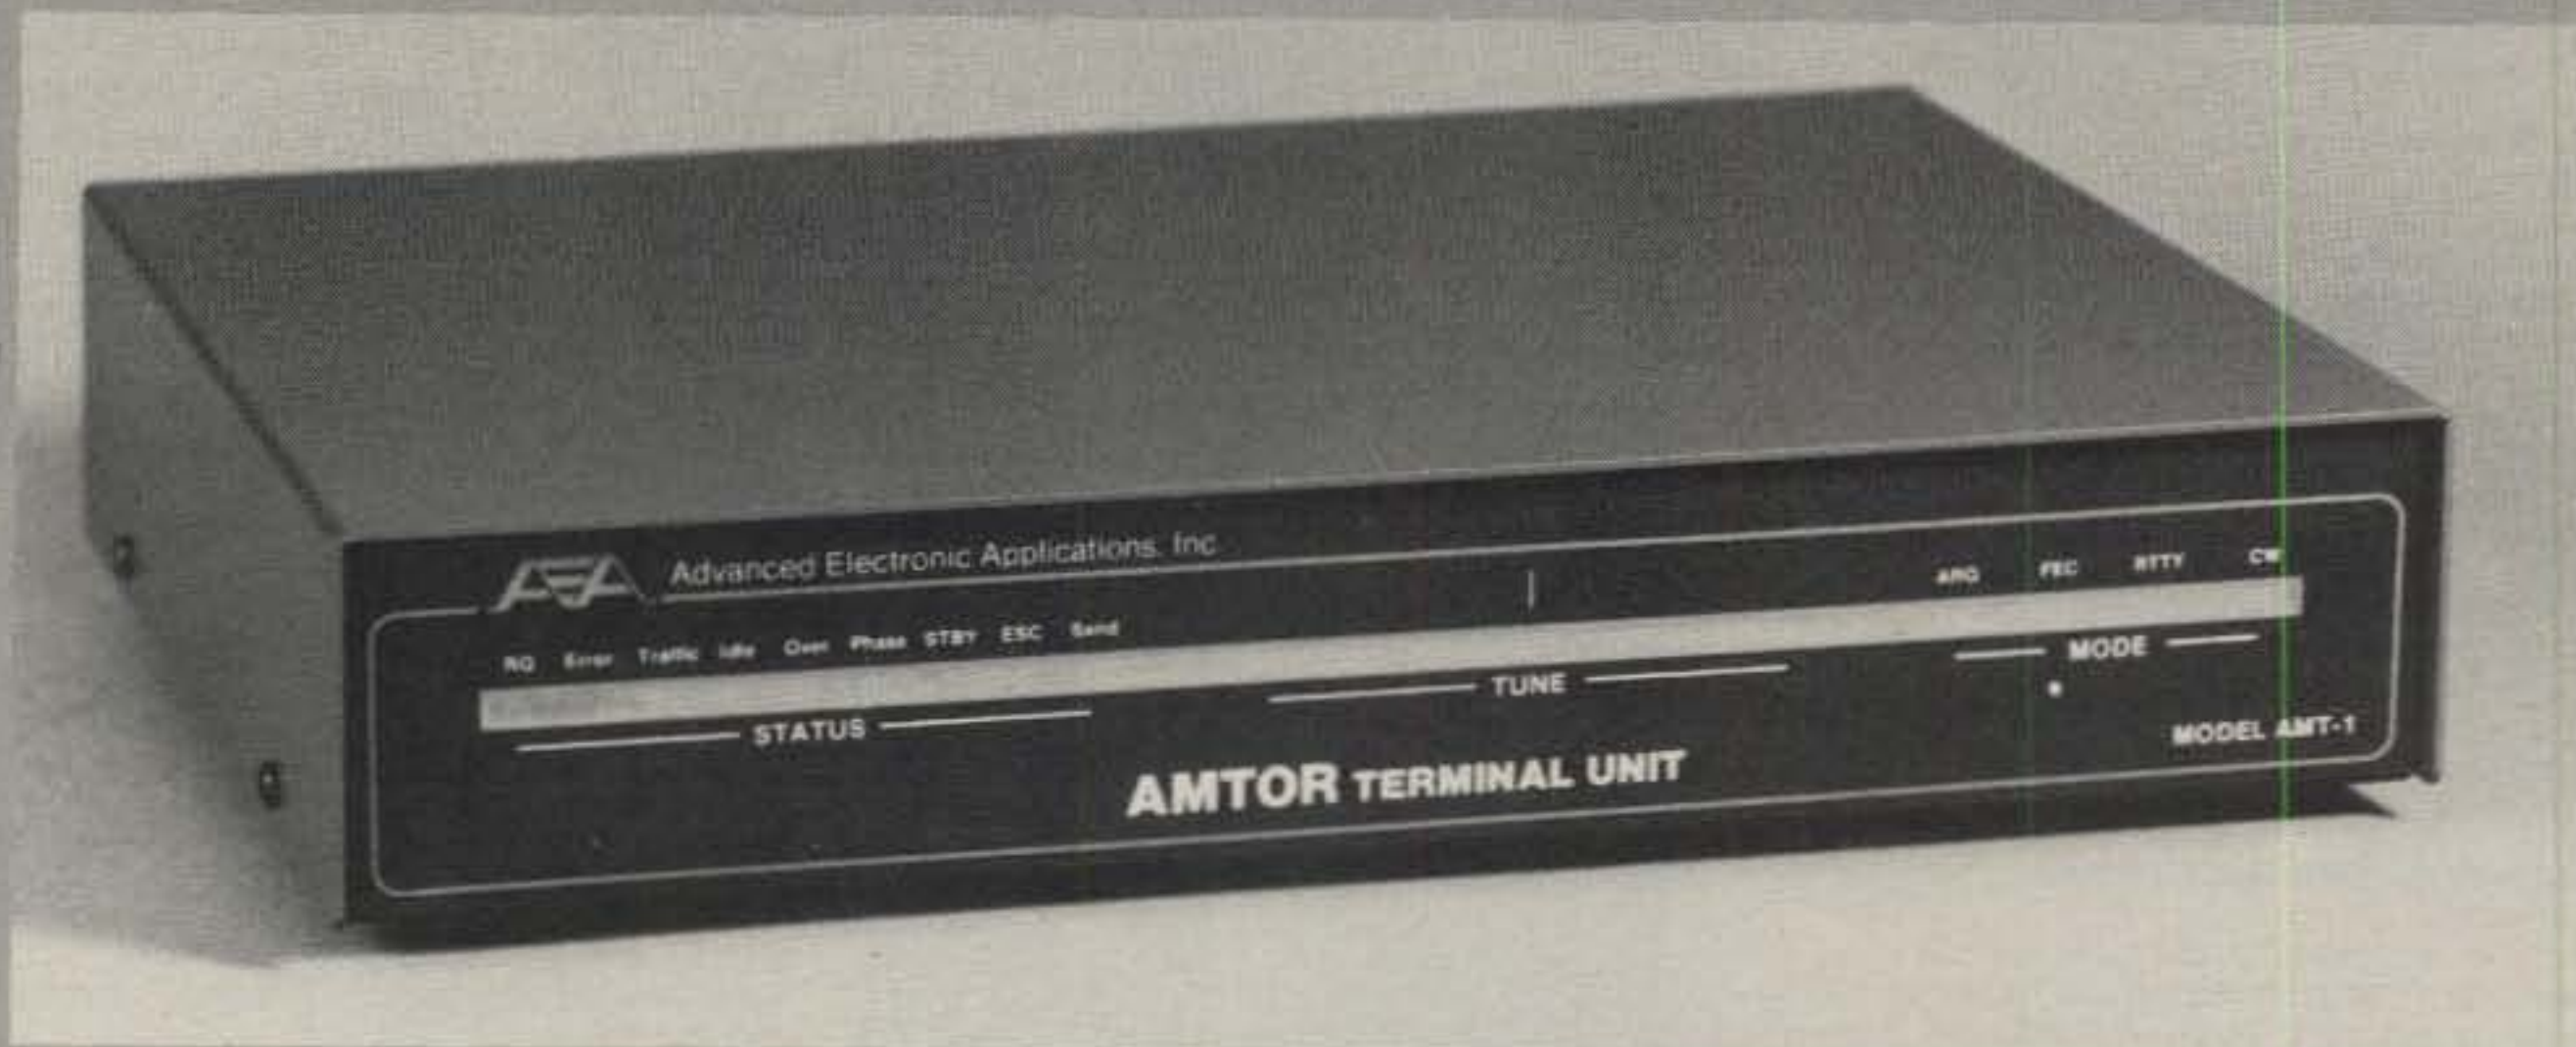 AEA Advanced Electronic Applications, Inc.
ARQ FEC RTTY CW
RQ Error Traffic Idle Over Phase STBY ESC Send
MODE
TUNE
STATUS
MODEL AMT-1
AMTOR TERMINAL UNIT